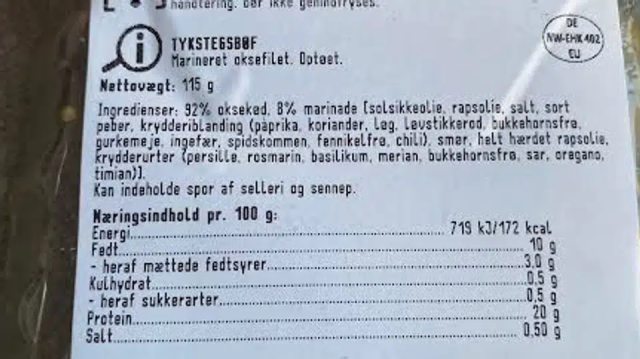 håndtering. Bør ikke genindfryses.
TYKSTEGSBØF
Marineret oksefilet. Optøet.
DE
NW-EHK 402
EU
Nettovægt: 115 g
Ingredienser: 92% oksekød, 8% marinade [solsikkeolie, rapsolie, salt, sort
peber, krydderiblanding (paprika, koriander, løg, løvstikkerod, bukkehornsfrø,
gurkemeje, ingefær, spidskommen, fennikelfrø, chili), smør, helt hærdet rapsolie,
krydderurter (persille, rosmarin, basilikum, merian, bukkehornsfrø, sar, oregano,
timian)].
Kan indeholde spor af selleri og sennep.
Næringsindhold pr. 100 g:
Energi........ 719 kJ/172 kcal
Fedt........ 10 g
- heraf mættede fedtsyrer........ 3,0 g
Kulhydrat........ 0,5 g
- heraf sukkerarter........ 0,5 g
Protein........ 20 g
Salt........ 0,50 g